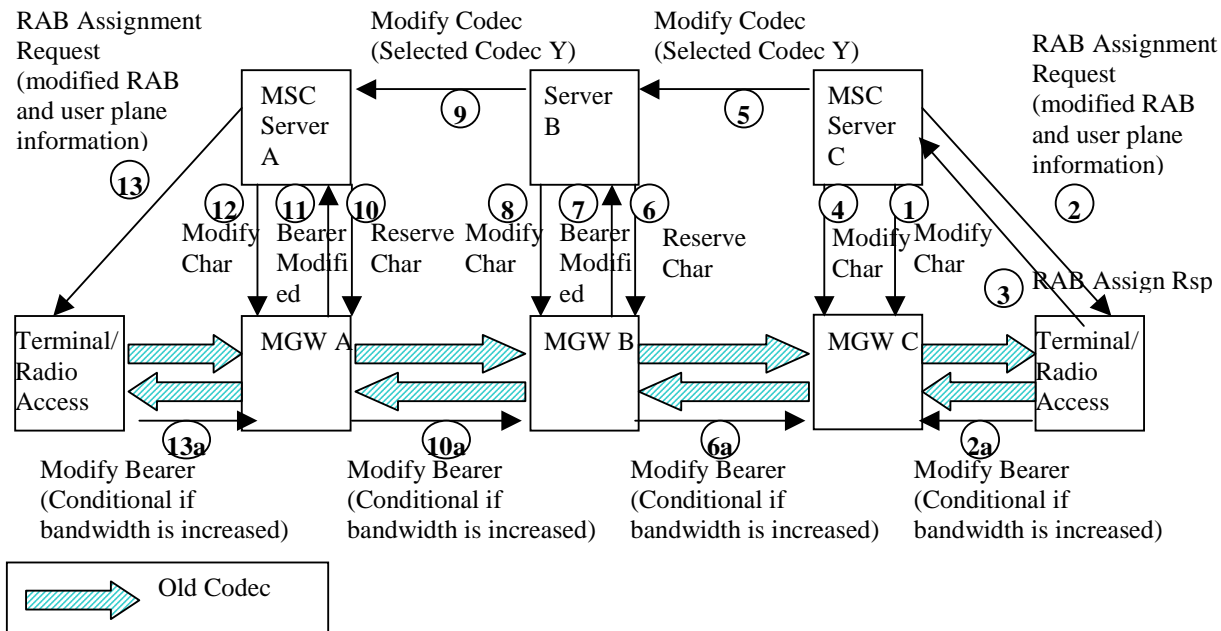 RAB Assignment
Request
(modified RAB
and user plane
information)
Modify Codec
(Selected Codec Y)
Modify Codec
(Selected Codec Y)
RAB Assignment
Request
(modified RAB
and user plane
information)
MSC
Server
A
Server
B
MSC
Server
C
9
5
13
12
11
10
8
7
6
4
1
2
Modify
Char
Bearer
Modifi
ed
Reserve
Char
Modify
Char
Bearer
Modifi
ed
Reserve
Char
Modify
Char
Modify
Char
3
RAB Assign Rsp
Terminal/
Radio
Access
MGW A
MGW B
MGW C
Terminal/
Radio
Access
13a
10a
6a
2a
Modify Bearer
(Conditional if
bandwidth is increased)
Modify Bearer
(Conditional if
bandwidth is increased)
Modify Bearer
(Conditional if
bandwidth is increased)
Modify Bearer
(Conditional if
bandwidth is increased)
Old Codec